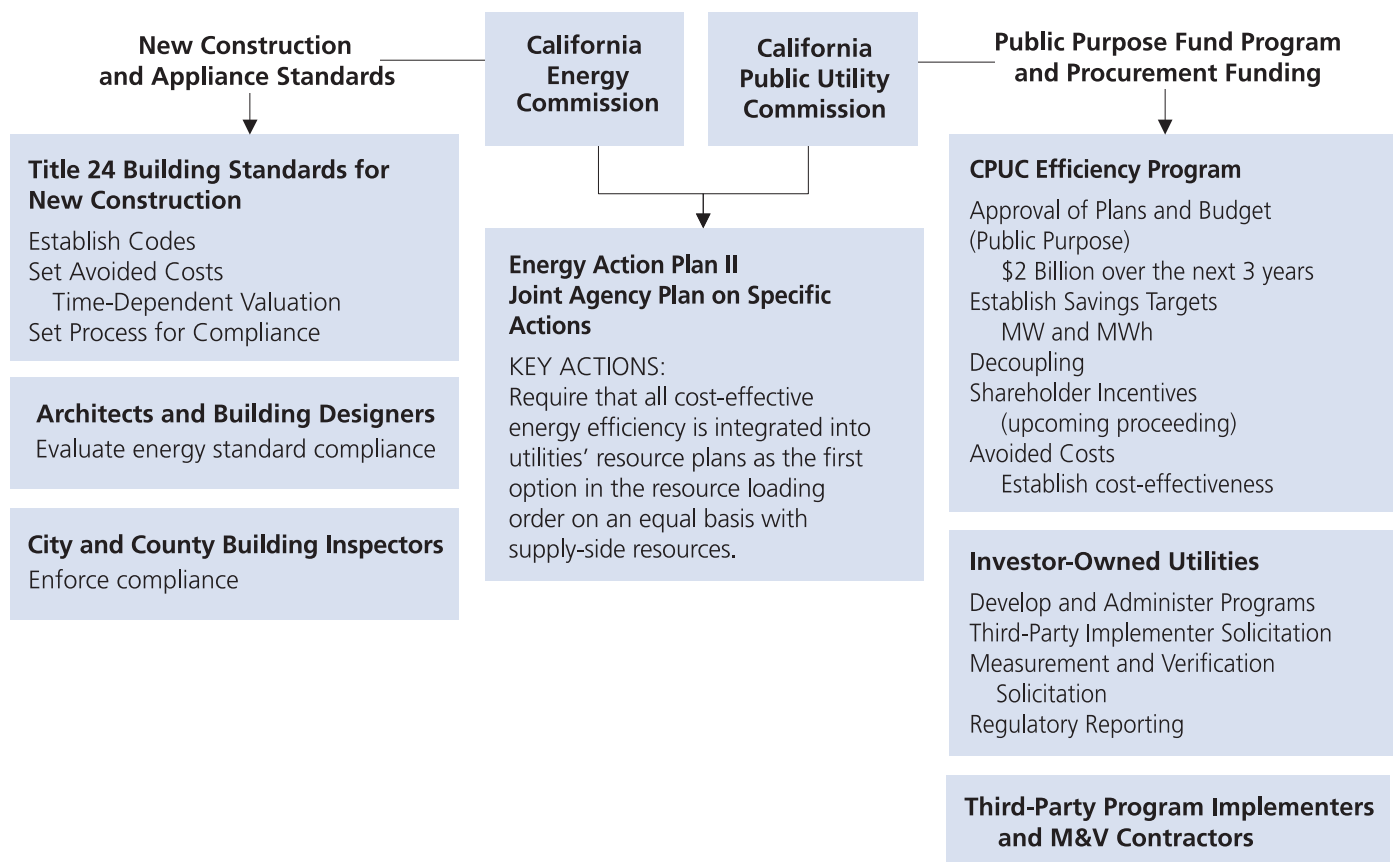 New Construction
and Appliance Standards
California
Energy
Commission
California
Public Utility
Commission
Public Purpose Fund Program
and Procurement Funding
Title 24 Building Standards for
New Construction
Establish Codes
Set Avoided Costs
Time-Dependent Valuation
Set Process for Compliance
Architects and Building Designers
Evaluate energy standard compliance
City and County Building Inspectors
Enforce compliance
Energy Action Plan II
Joint Agency Plan on Specific
Actions
KEY ACTIONS:
Require that all cost-effective
energy efficiency is integrated into
utilities’ resource plans as the first
option in the resource loading
order on an equal basis with
supply-side resources.
CPUC Efficiency Program
Approval of Plans and Budget
(Public Purpose)
$2 Billion over the next 3 years
Establish Savings Targets
MW and MWh
Decoupling
Shareholder Incentives
(upcoming proceeding)
Avoided Costs
Establish cost-effectiveness
Investor-Owned Utilities
Develop and Administer Programs
Third-Party Implementer Solicitation
Measurement and Verification
Solicitation
Regulatory Reporting
Third-Party Program Implementers
and M&V Contractors